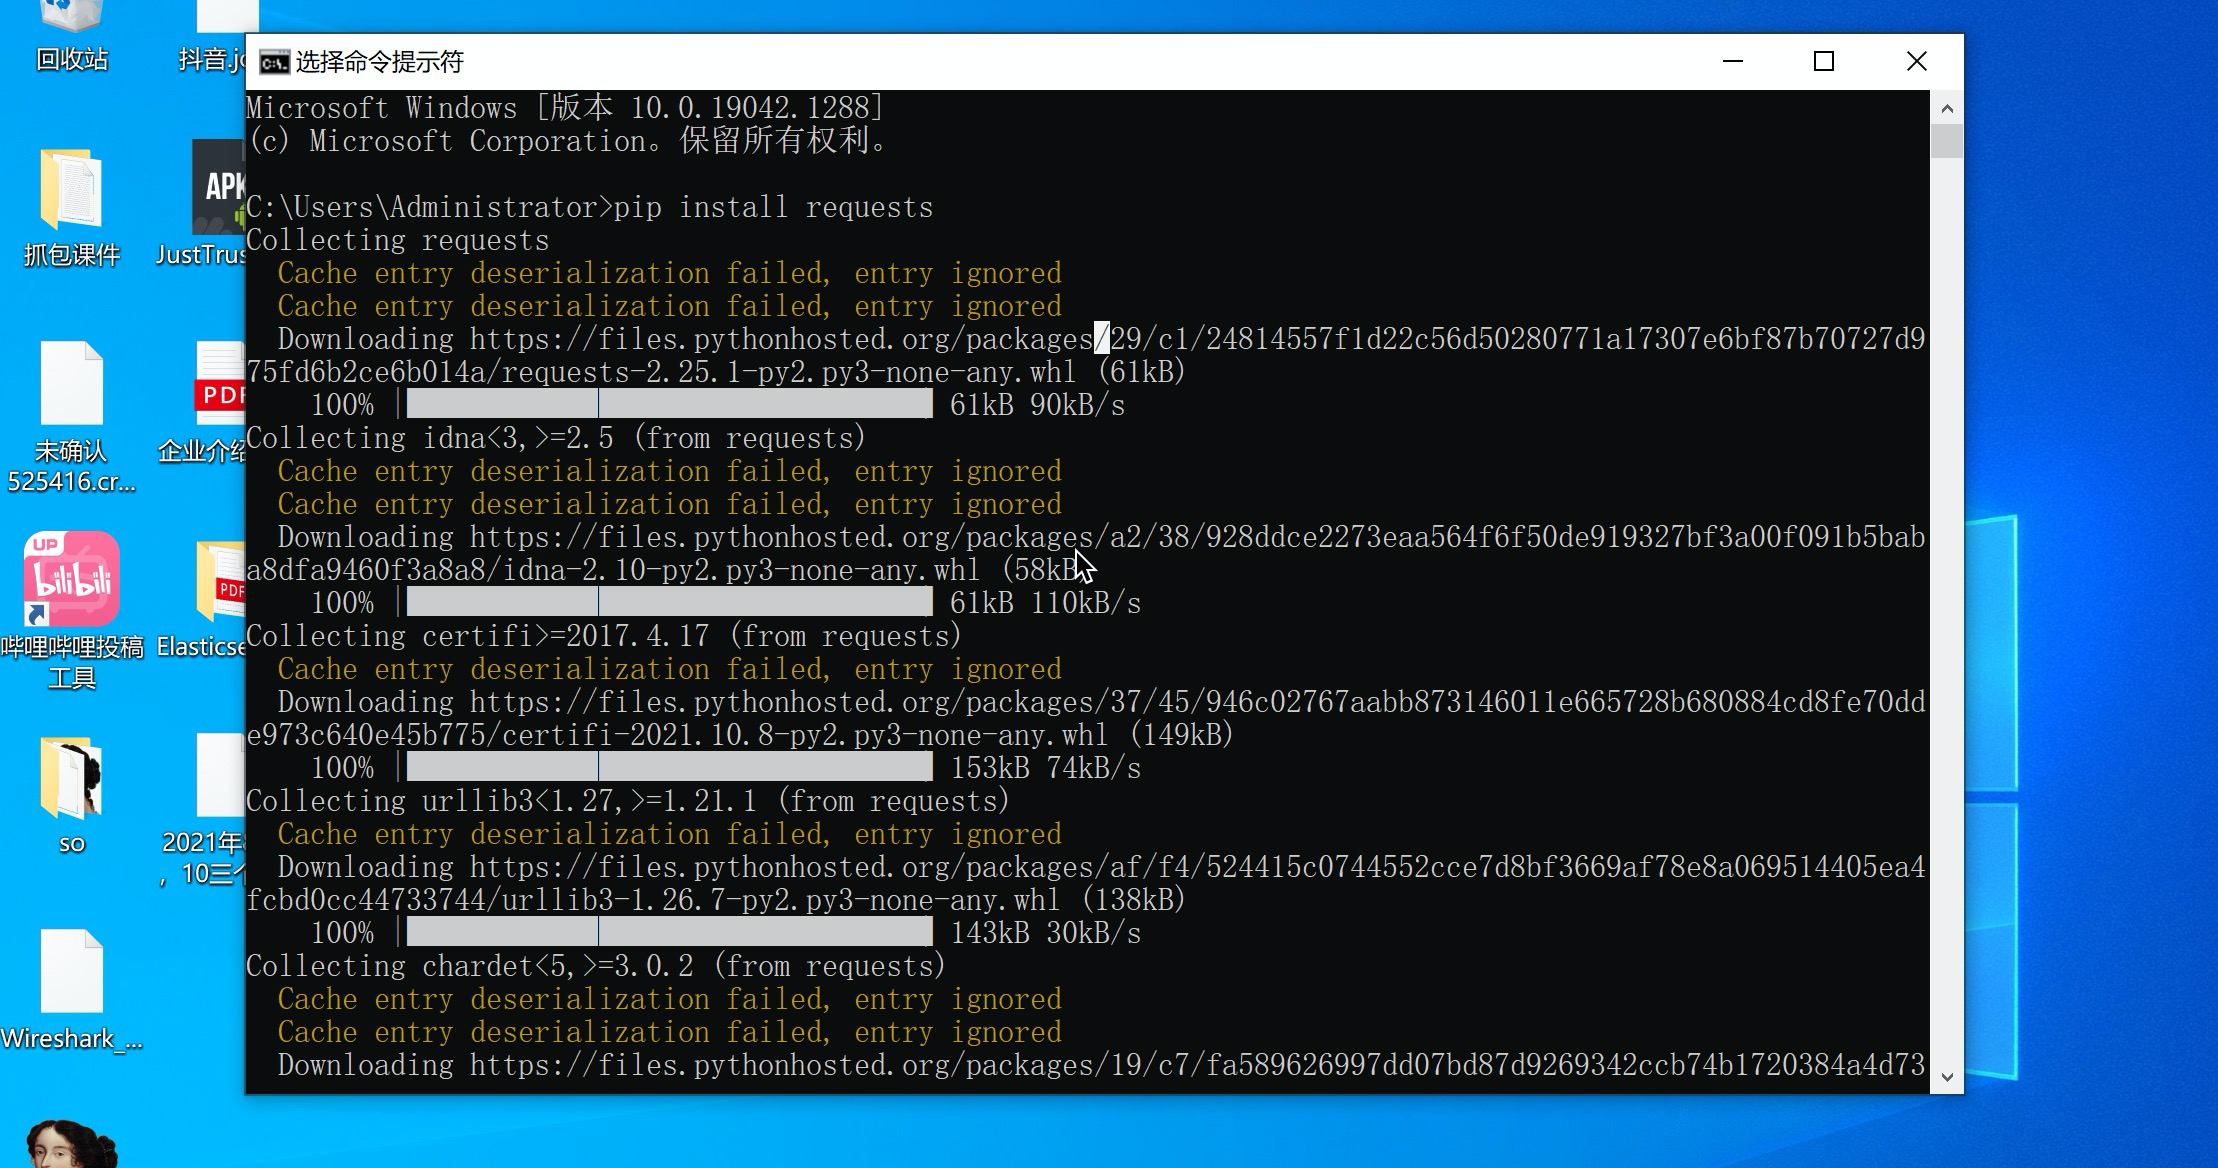 回收站
抖音.jc
选择命令提示符
Microsoft Windows [版本 10.0.19042.1288]
(c) Microsoft Corporation。保留所有权利。
C:\Users\Administrator>pip install requests
Collecting requests
Cache entry deserialization failed, entry ignored
Cache entry deserialization failed, entry ignored
Downloading https://files.pythonhosted.org/packages/29/c1/24814557f1d22c56d50280771a17307e6bf87b70727d9
75fd6b2ce6b014a/requests-2.25.1-py2.py3-none-any.whl (61kB)
100% | 61kB 90kB/s
Collecting idna<3,>=2.5 (from requests)
Cache entry deserialization failed, entry ignored
Cache entry deserialization failed, entry ignored
Downloading https://files.pythonhosted.org/packages/a2/38/928ddce2273eaa564f6f50de919327bf3a00f091b5bab
a8dfa9460f3a8a8/idna-2.10-py2.py3-none-any.whl (58kB)
100% | 61kB 110kB/s
Collecting certifi>=2017.4.17 (from requests)
Cache entry deserialization failed, entry ignored
Downloading https://files.pythonhosted.org/packages/37/45/946c02767aabb873146011e665728b680884cd8fe70dd
e973c640e45b775/certifi-2021.10.8-py2.py3-none-any.whl (149kB)
100% | 153kB 74kB/s
Collecting urllib3<1.27,>=1.21.1 (from requests)
Cache entry deserialization failed, entry ignored
Downloading https://files.pythonhosted.org/packages/af/f4/524415c0744552cce7d8bf3669af78e8a069514405ea4
fcbd0cc44733744/urllib3-1.26.7-py2.py3-none-any.whl (138kB)
100% | 143kB 30kB/s
Collecting chardet<5,>=3.0.2 (from requests)
Cache entry deserialization failed, entry ignored
Cache entry deserialization failed, entry ignored
Downloading https://files.pythonhosted.org/packages/19/c7/fa589626997dd07bd87d9269342ccb74b1720384a4d73
抓包课件
APK
JustTrus
未确认
525416.cr...
PDF
企业介绍
UP
bilibili
哔哩哔哩投稿
工具
PDF
Elasticse
so
2021年
，10三个
Wireshark_...